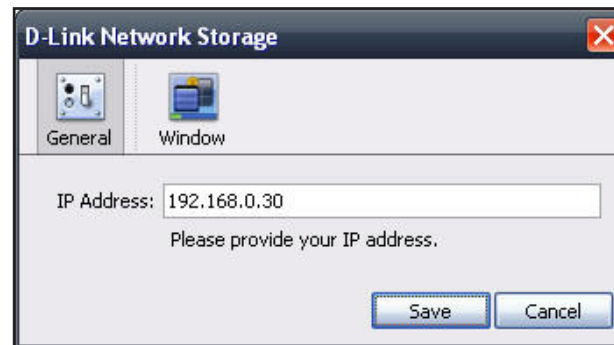 D-Link Network Storage
General
Window
IP Address: 192.168.0.30
Please provide your IP address.
Save
Cancel